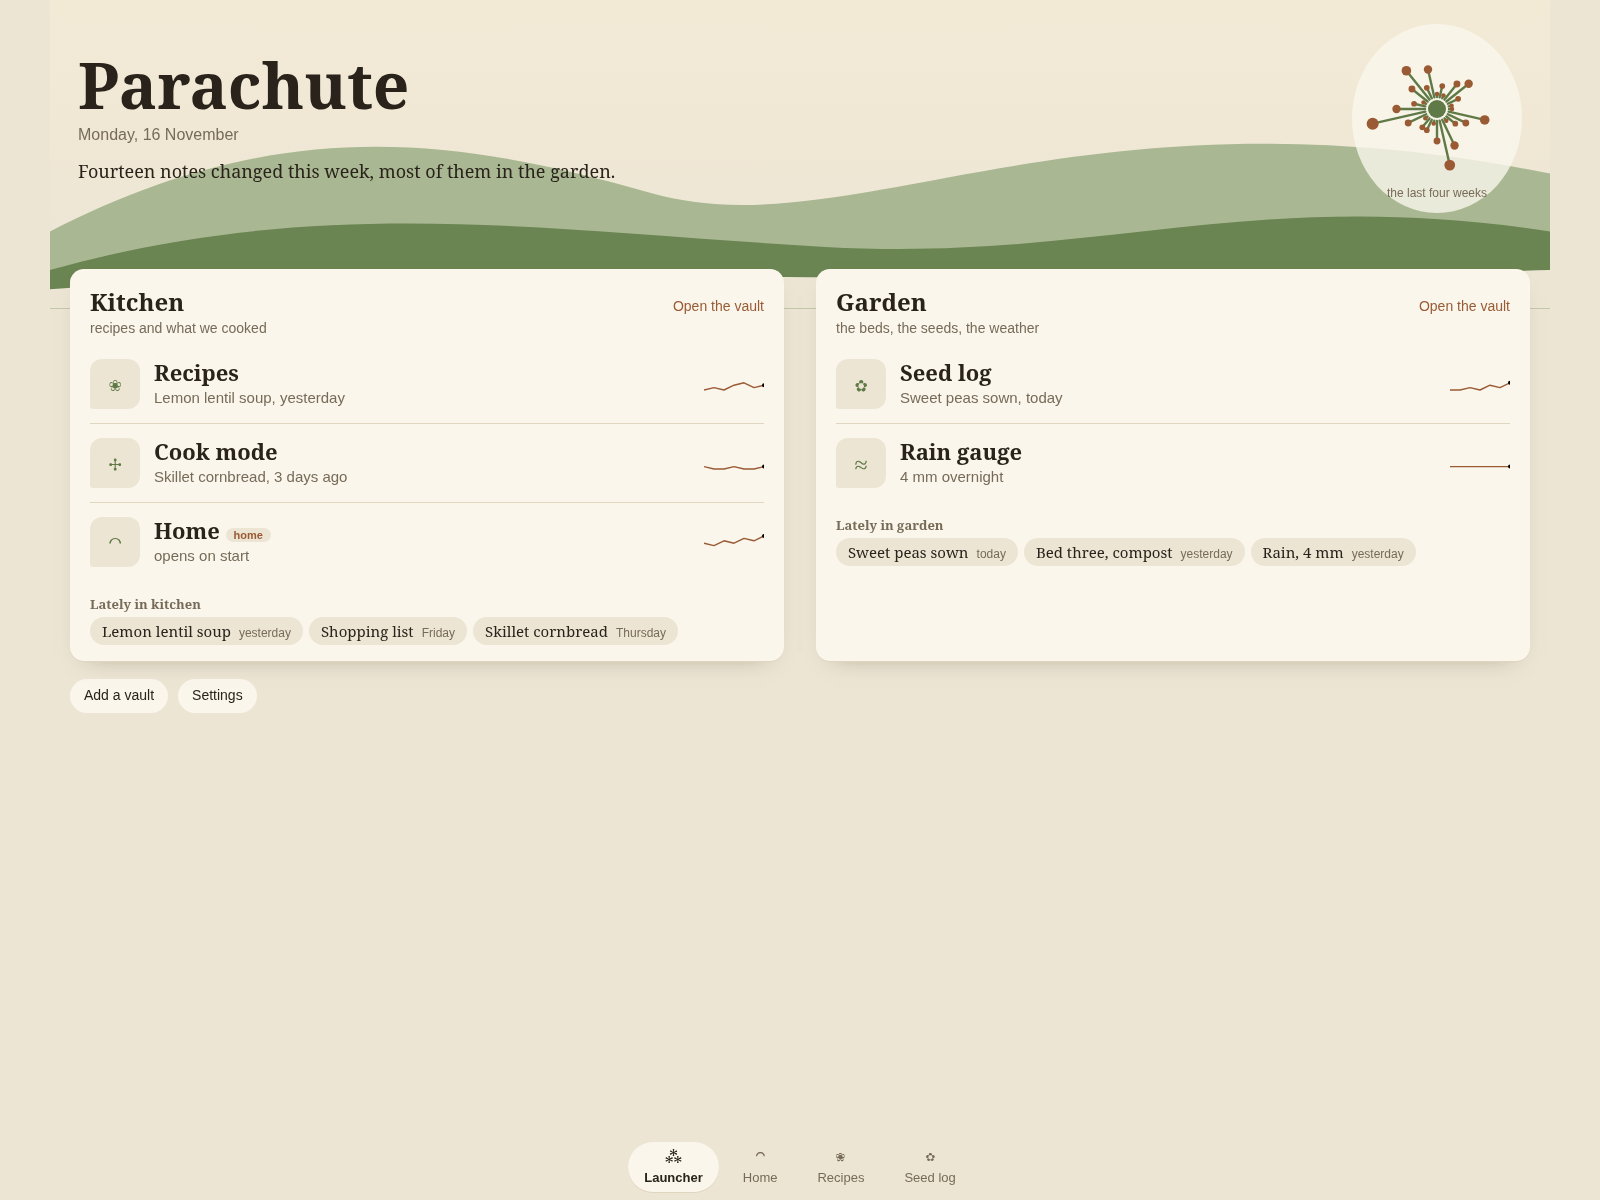 Parachute
Monday, 16 November
Fourteen notes changed this week, most of them in the garden.
the last four weeks
Kitchen
Open the vault
recipes and what we cooked
Recipes
Lemon lentil soup, yesterday
Cook mode
Skillet cornbread, 3 days ago
Home home
opens on start
Lately in kitchen
Lemon lentil soup yesterday Shopping list Friday Skillet cornbread Thursday
Garden
Open the vault
the beds, the seeds, the weather
Seed log
Sweet peas sown, today
Rain gauge
4 mm overnight
Lately in garden
Sweet peas sown today Bed three, compost yesterday Rain, 4 mm yesterday
Add a vault Settings
Launcher Home Recipes Seed log